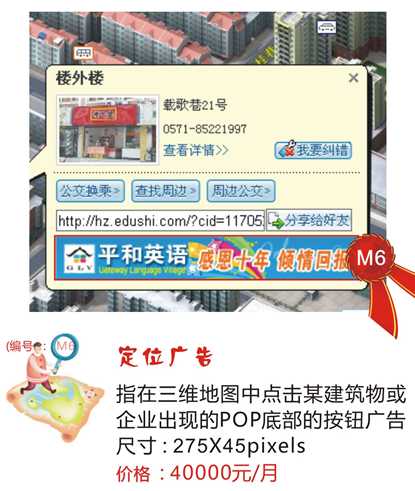 楼外楼
载歌巷21号
0571-85221997
查看详情>>
我要纠错
公交换乘»
查找周边»
周边公交»
http://hz.edushi.com/?cid=11705
分享给好友
GLV
平和英语
Gateway Language Village
感恩十年 倾情回报
M6
(编号: M6
定位广告
指在三维地图中点击某建筑物或
企业出现的POP底部的按钮广告
尺寸:275X45pixels
价格:40000元/月